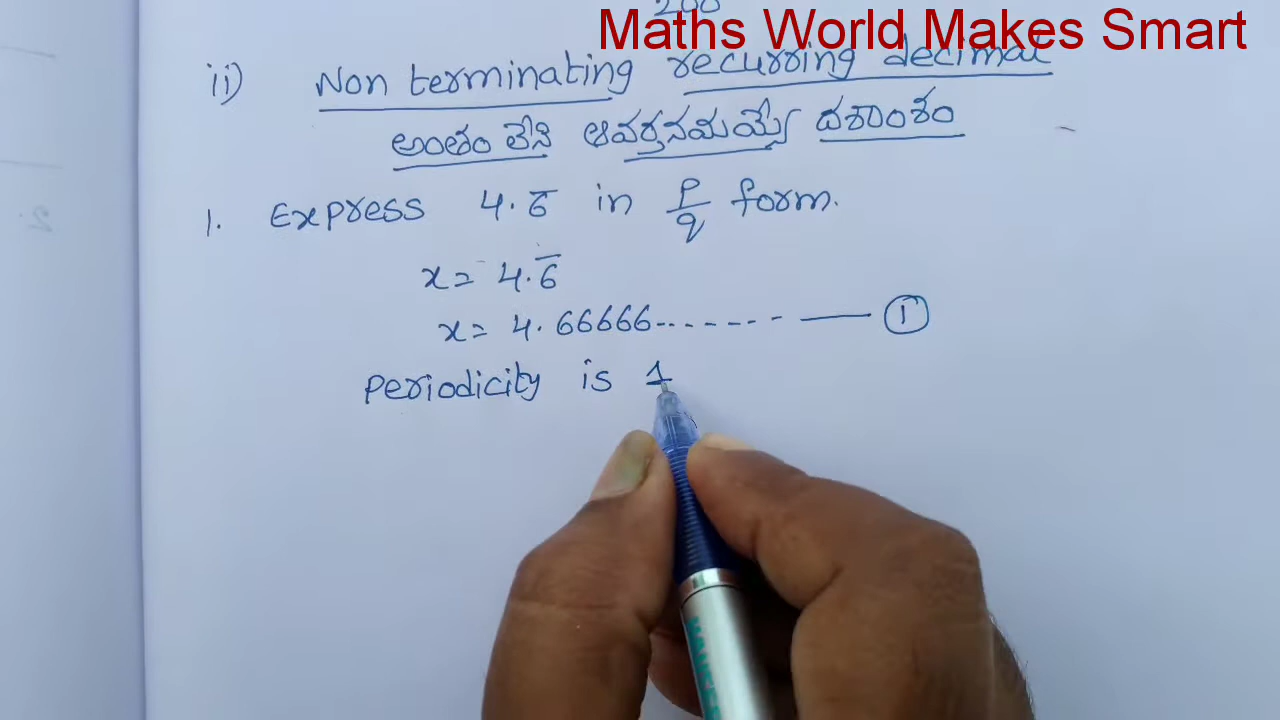 200
Maths World Makes Smart
ii) Non terminating recurring decimal
అంతం లేని ఆవర్తనమయ్యే దశాంశం
1. Express 4.6̅ in p/q form.
x = 4.6̅
x = 4.66666-------- —— ①
Periodicity is 1